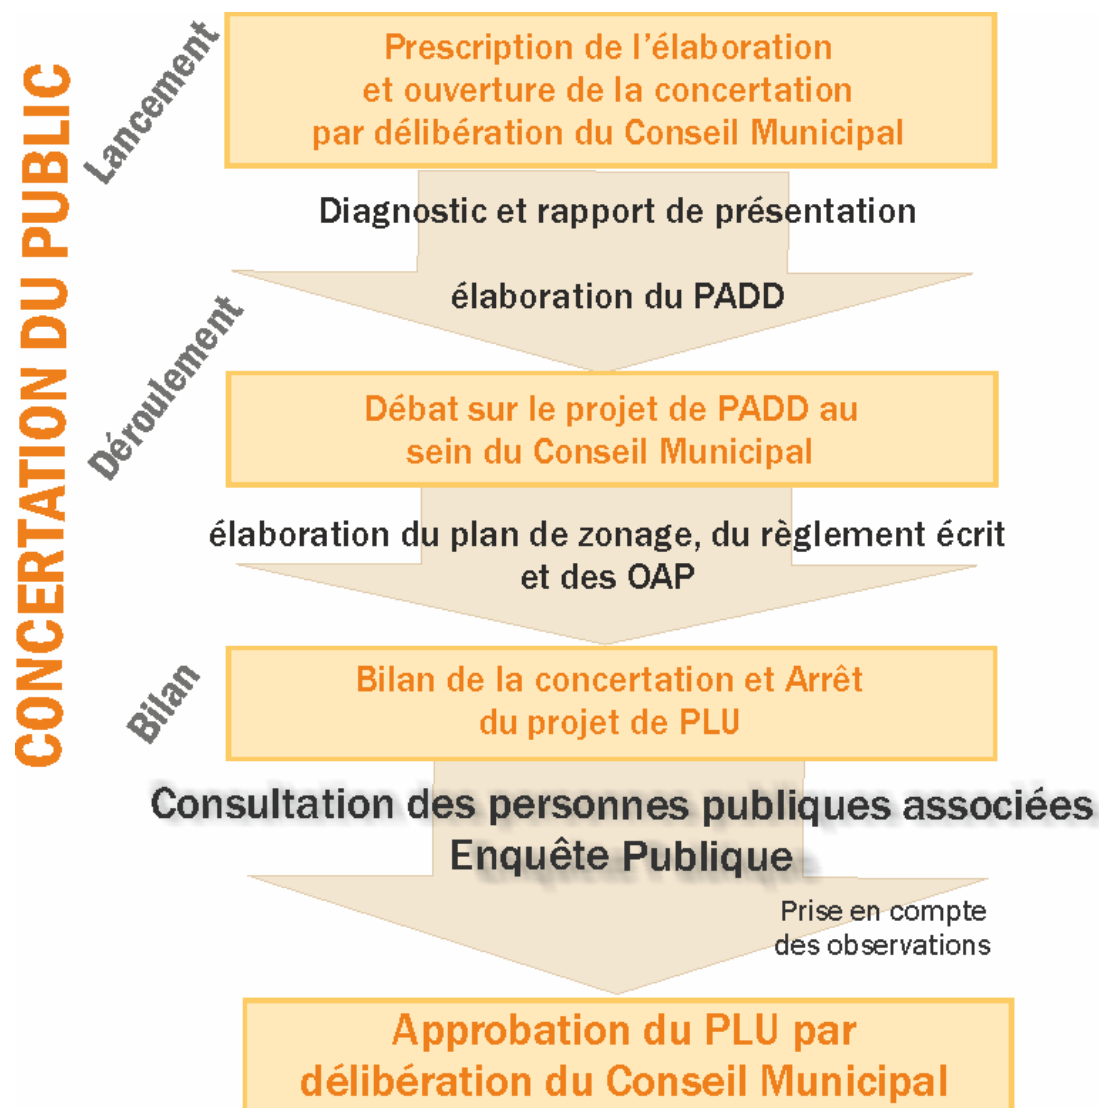 CONCERTATION DU PUBLIC
Lancement
Prescription de l'élaboration
et ouverture de la concertation
par délibération du Conseil Municipal
Diagnostic et rapport de présentation
élaboration du PADD
Déroulement
Débat sur le projet de PADD au
sein du Conseil Municipal
élaboration du plan de zonage, du règlement écrit
et des OAP
Bilan
Bilan de la concertation et Arrêt
du projet de PLU
Consultation des personnes publiques associées
Enquête Publique
Prise en compte
des observations
Approbation du PLU par
délibération du Conseil Municipal